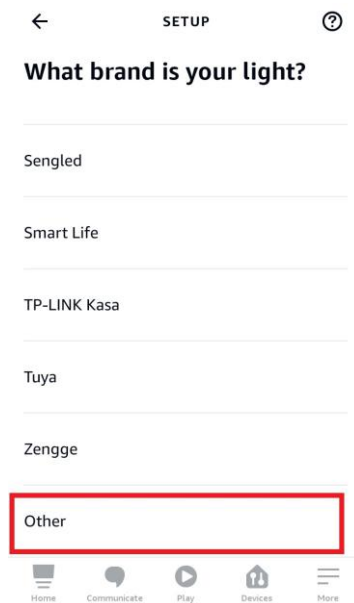 SETUP
What brand is your light?
Sengled
Smart Life
TP-LINK Kasa
Tuya
Zengge
Other
Home Communicate Play Devices More